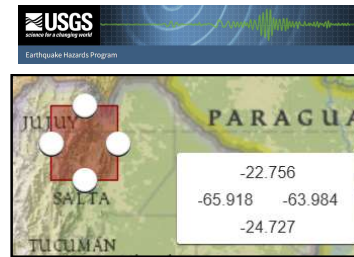 USGS
science for a changing world
Earthquake Hazards Program
JUJUY
PARAGUA
-22.756
-65.918 -63.984
-24.727
SALTA
TUCUMÁN